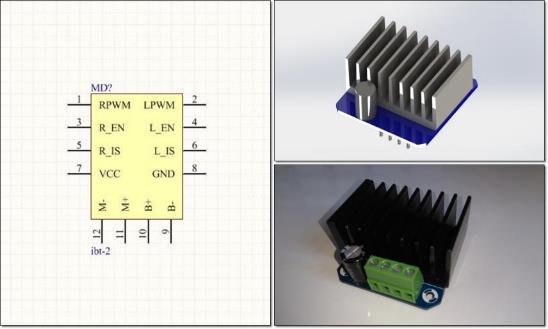 MD?
1 RPWM LPWM 2
3 R_EN L_EN 4
5 R_IS L_IS 6
7 VCC GND 8
M- M+ B+ B-
12 11 10 9
ibt-2